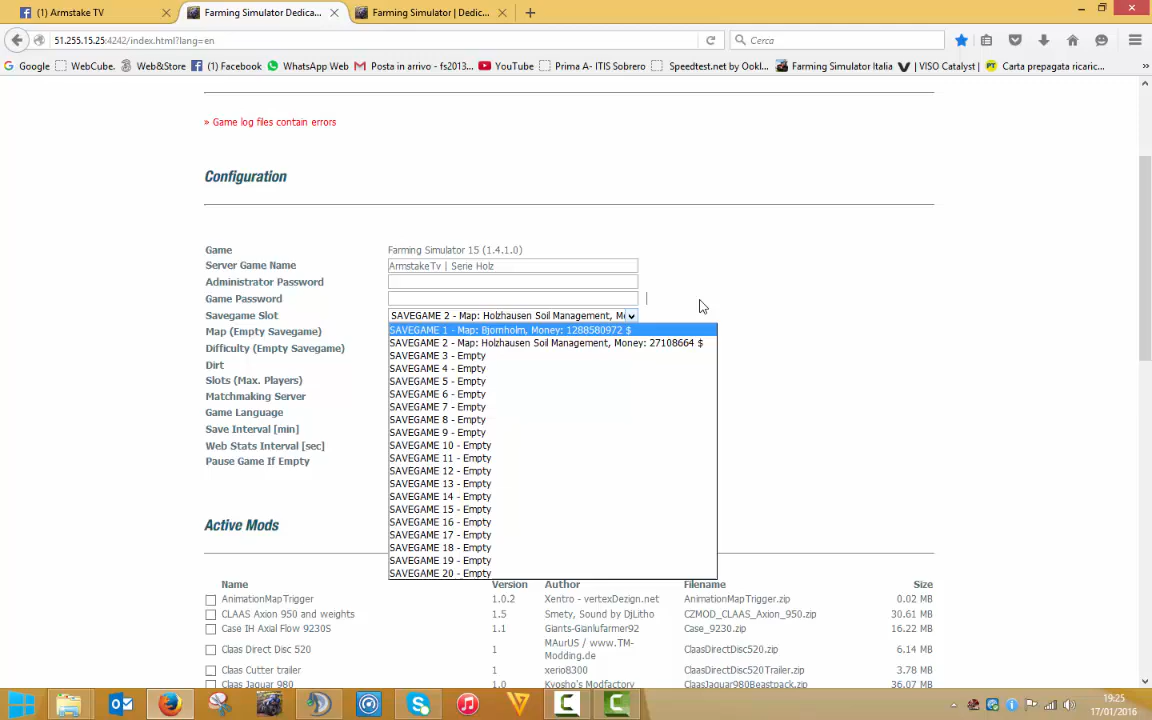 (1) Armstake TV
Farming Simulator Dedica...
Farming Simulator | Dedic...
51.255.15.25:4242/index.html?lang=en
Cerca
Google WebCube. Web&Store (1) Facebook WhatsApp Web Posta in arrivo - fs2013... YouTube Prima A- ITIS Sobrero Speedtest.net by Ookl... Farming Simulator Italia | VISO Catalyst | Carta prepagata ricaric... »
» Game log files contain errors
Configuration
Game Farming Simulator 15 (1.4.1.0)
Server Game Name ArmstakeTv | Serie Holz
Administrator Password
Game Password
Savegame Slot SAVEGAME 2 - Map: Holzhausen Soil Management, Mo
SAVEGAME 1 - Map: Bjornholm, Money: 1288580972 $
Map (Empty Savegame)
SAVEGAME 2 - Map: Holzhausen Soil Management, Money: 27108664 $
Difficulty (Empty Savegame)
SAVEGAME 3 - Empty
Dirt
SAVEGAME 4 - Empty
Slots (Max. Players)
SAVEGAME 5 - Empty
Matchmaking Server
SAVEGAME 6 - Empty
Game Language
SAVEGAME 7 - Empty
SAVEGAME 8 - Empty
Save Interval [min]
SAVEGAME 9 - Empty
Web Stats Interval [sec]
SAVEGAME 10 - Empty
Pause Game If Empty
SAVEGAME 11 - Empty
SAVEGAME 12 - Empty
SAVEGAME 13 - Empty
SAVEGAME 14 - Empty
SAVEGAME 15 - Empty
SAVEGAME 16 - Empty
Active Mods
SAVEGAME 17 - Empty
SAVEGAME 18 - Empty
SAVEGAME 19 - Empty
SAVEGAME 20 - Empty
Name Version Author Filename Size
AnimationMapTrigger 1.0.2 Xentro - vertexDezign.net AnimationMapTrigger.zip 0.02 MB
CLAAS Axion 950 and weights 1.5 Smety, Sound by DjLitho CZMOD_CLAAS_Axion_950.zip 30.61 MB
Case IH Axial Flow 9230S 1.1 Giants-Gianlufarmer92 Case_9230.zip 16.22 MB
Claas Direct Disc 520 1 MAurUS / www.TM-Modding.de ClaasDirectDisc520.zip 6.14 MB
Claas Cutter trailer 1 xerio8300 ClaasDirectDisc520Trailer.zip 3.78 MB
Claas Jaguar 980 1.0 Kyosho's Modfactory ClaasJaguar980Beastpack.zip 36.07 MB
19:25
17/01/2016